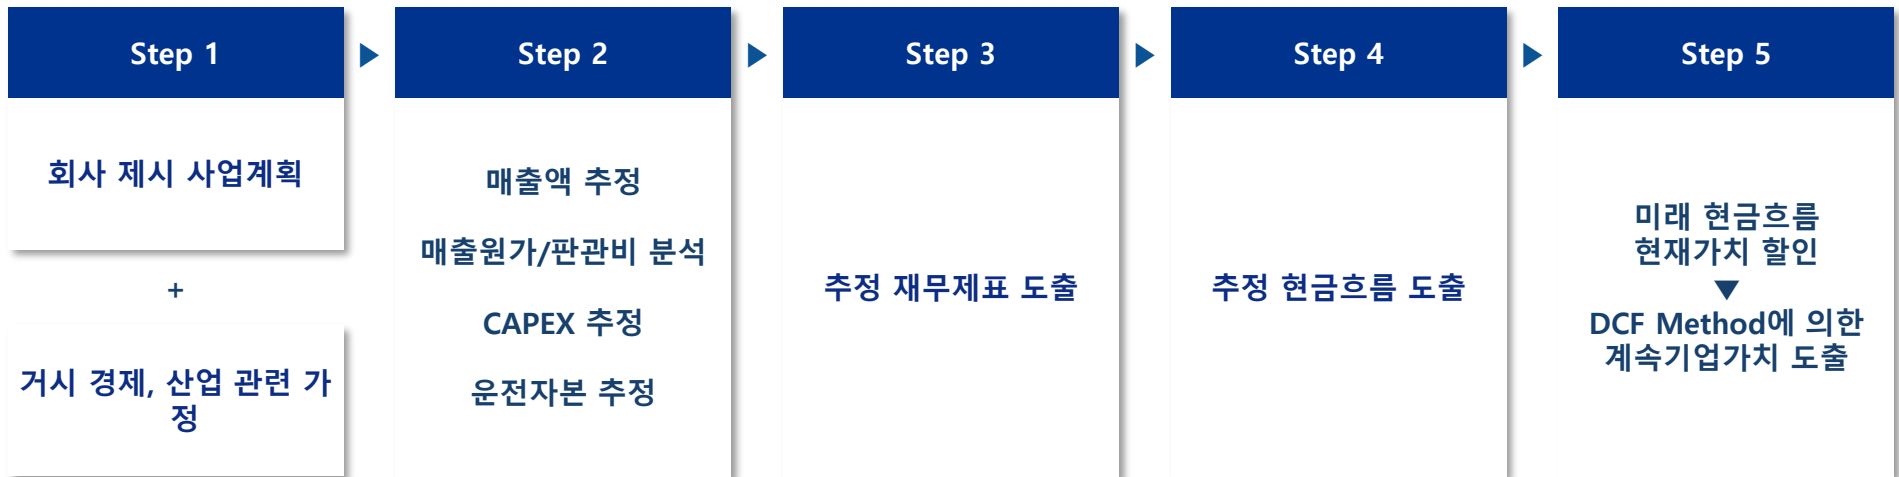 Step 1
회사 제시 사업계획
+
거시 경제, 산업 관련 가
정
Step 2
매출액 추정
매출원가/판관비 분석
CAPEX 추정
운전자본 추정
Step 3
추정 재무제표 도출
Step 4
추정 현금흐름 도출
Step 5
미래 현금흐름
현재가치 할인
DCF Method에 의한
계속기업가치 도출